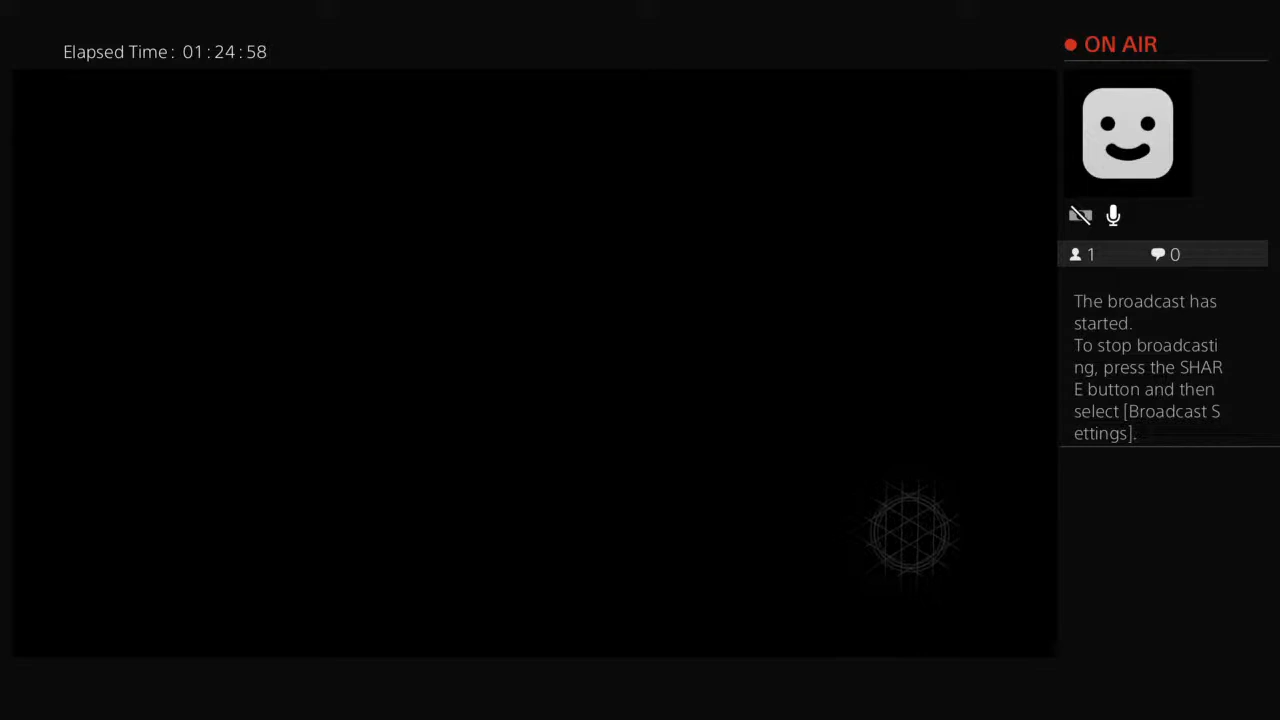 Elapsed Time: 01:24:58
ON AIR
1 0
The broadcast has
started.
To stop broadcasti
ng, press the SHAR
E button and then
select [Broadcast S
ettings].